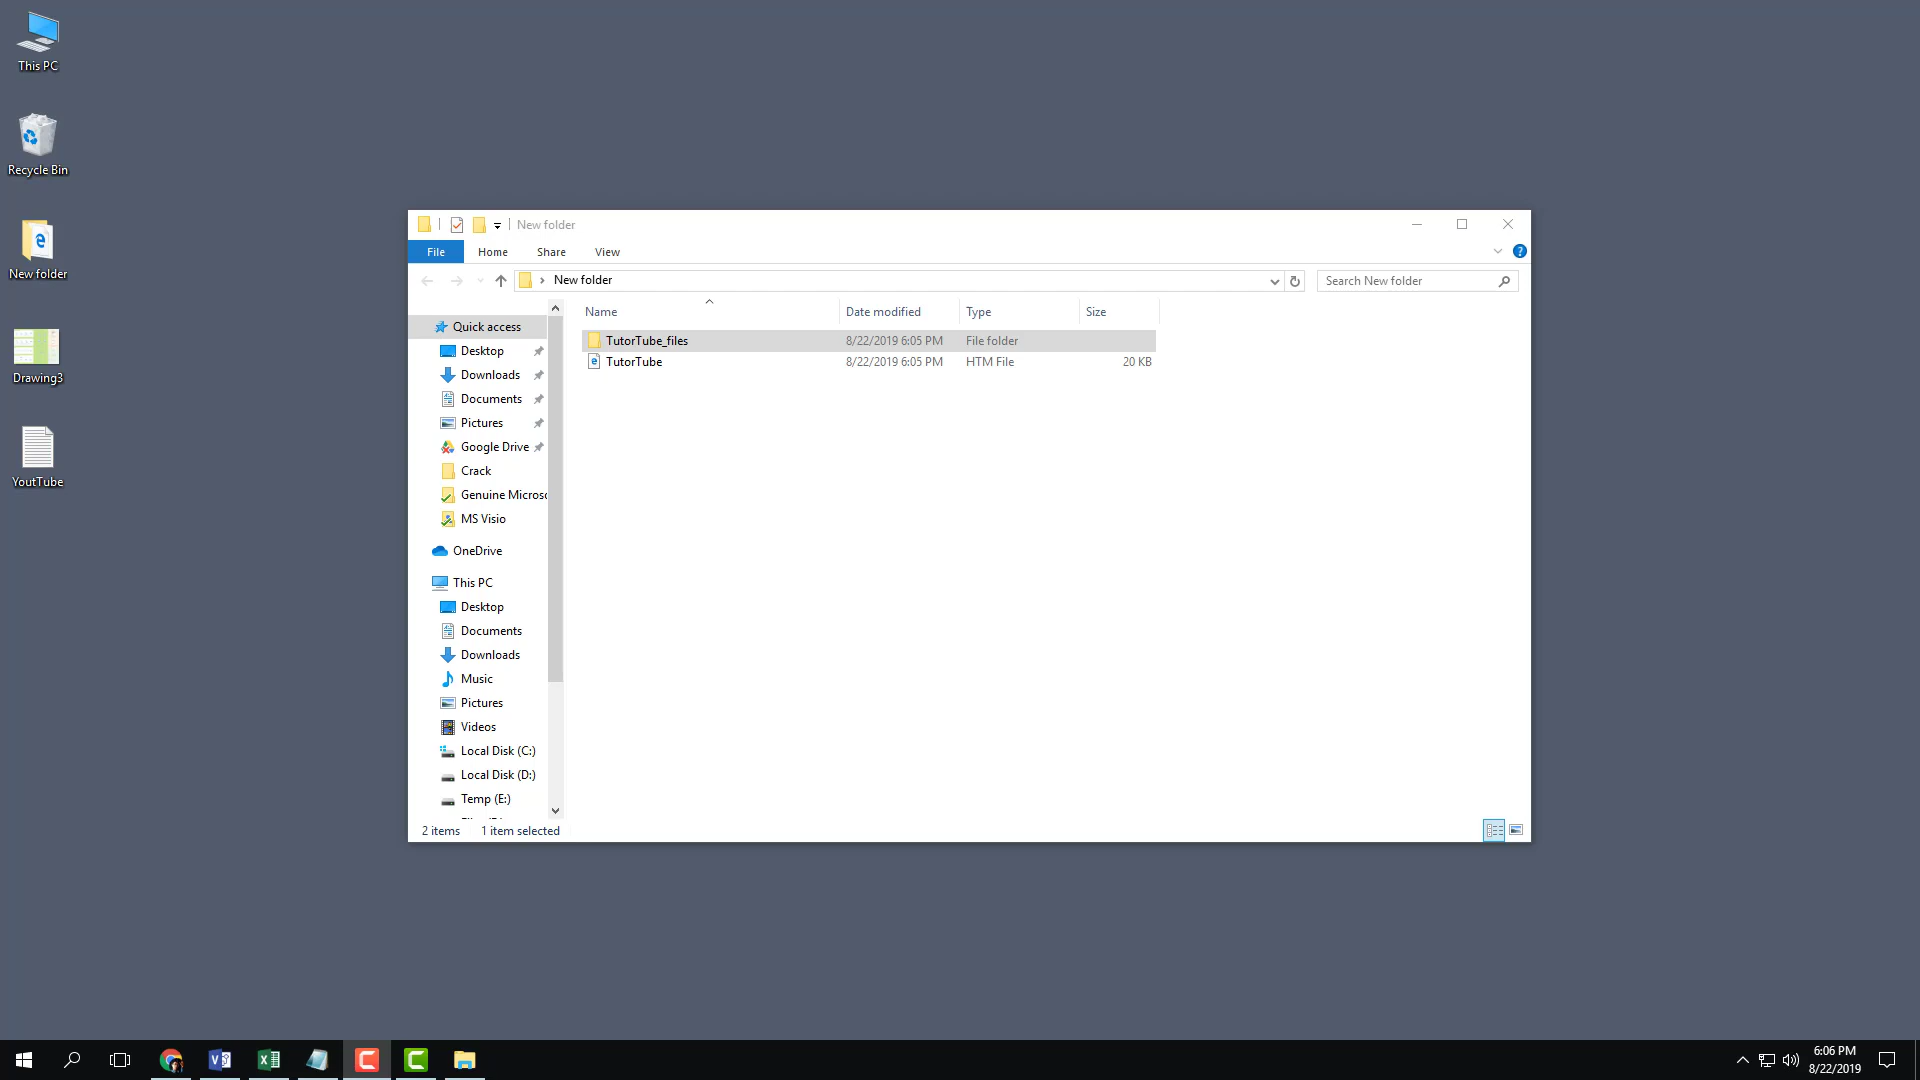 This PC
Recycle Bin
New folder
Drawing3
YoutTube
New folder
File Home Share View
New folder
Search New folder
Name Date modified Type Size
TutorTube_files 8/22/2019 6:05 PM File folder
TutorTube 8/22/2019 6:05 PM HTM File 20 KB
Quick access
Desktop
Downloads
Documents
Pictures
Google Drive
Crack
Genuine Microso
MS Visio
OneDrive
This PC
Desktop
Documents
Downloads
Music
Pictures
Videos
Local Disk (C:)
Local Disk (D:)
Temp (E:)
2 items 1 item selected
6:06 PM
8/22/2019